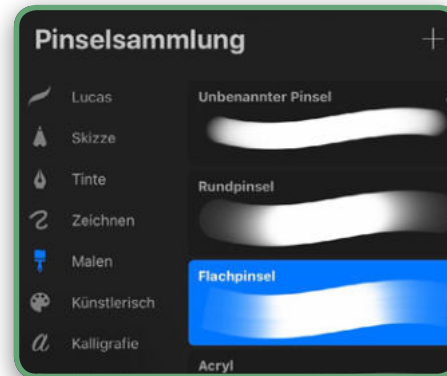 Pinselsammlung
Lucas
Skizze
Tinte
Zeichnen
Malen
Künstlerisch
Kalligrafie
Unbenannter Pinsel
Rundpinsel
Flachpinsel
Acryl